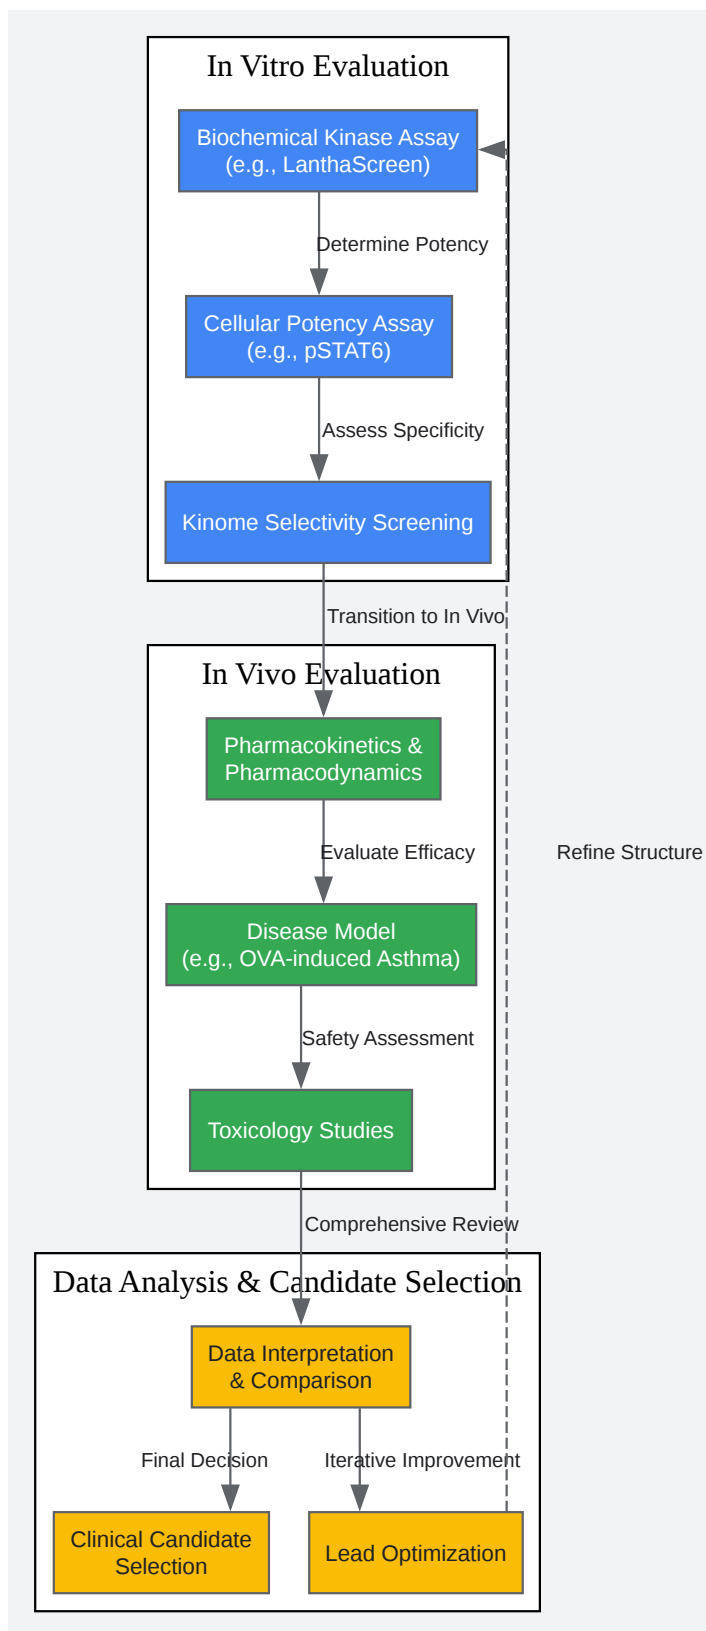 In Vitro Evaluation
Biochemical Kinase Assay
(e.g., LanthaScreen)
Determine Potency
Cellular Potency Assay
(e.g., pSTAT6)
Assess Specificity
Kinome Selectivity Screening
Transition to In Vivo
In Vivo Evaluation
Pharmacokinetics &
Pharmacodynamics
Evaluate Efficacy
Refine Structure
Disease Model
(e.g., OVA-induced Asthma)
Safety Assessment
Toxicology Studies
Comprehensive Review
Data Analysis & Candidate Selection
Data Interpretation
& Comparison
Final Decision
Iterative Improvement
Clinical Candidate
Selection
Lead Optimization